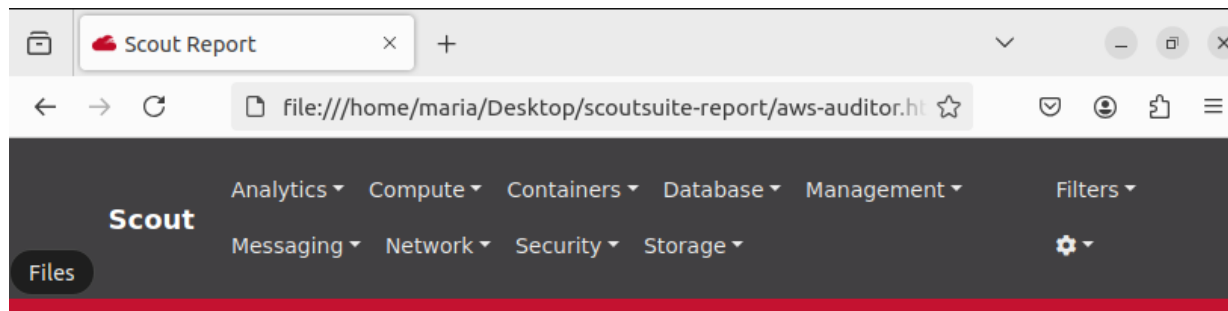 Scout Report
file:///home/maria/Desktop/scoutsuite-report/aws-auditor.ht
Analytics Compute Containers Database Management Filters
Scout
Messaging Network Security Storage
Files